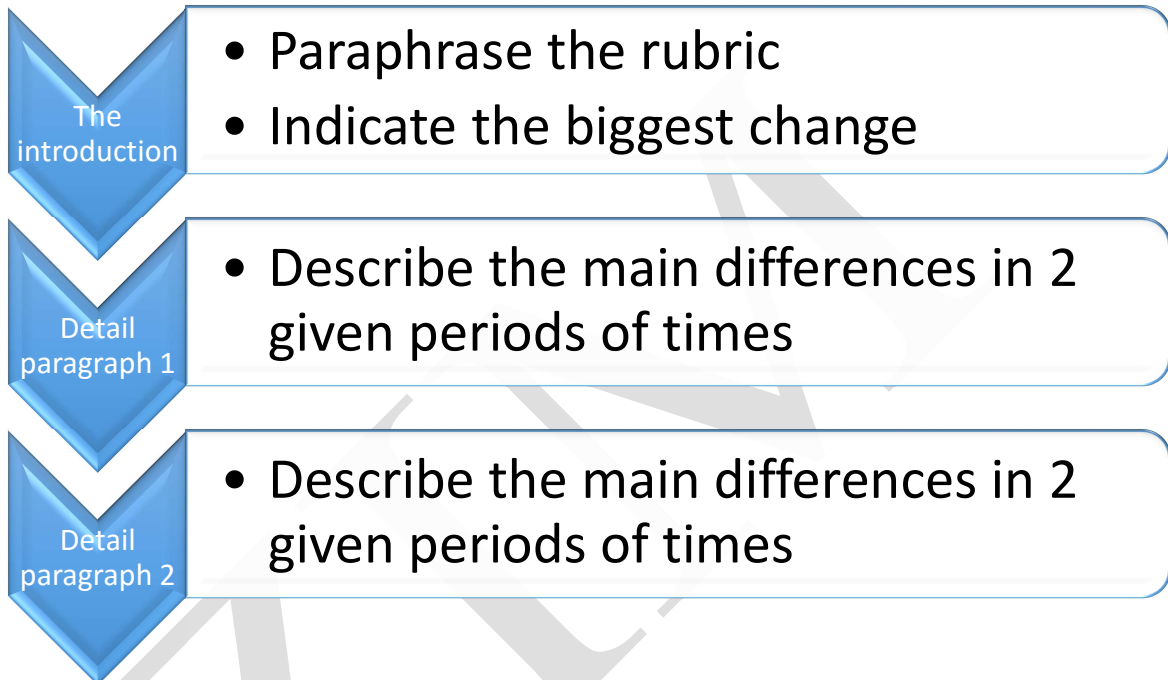 The
introduction
• Paraphrase the rubric
• Indicate the biggest change
Detail
paragraph 1
• Describe the main differences in 2
given periods of times
Detail
paragraph 2
• Describe the main differences in 2
given periods of times